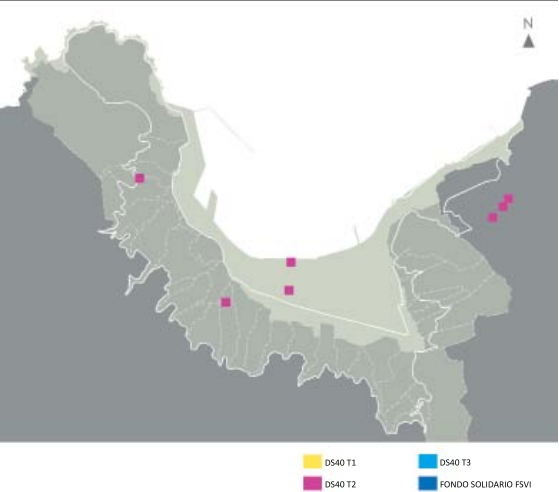 N
DS40 T1
DS40 T3
DS40 T2
FONDO SOLIDARIO FSVI